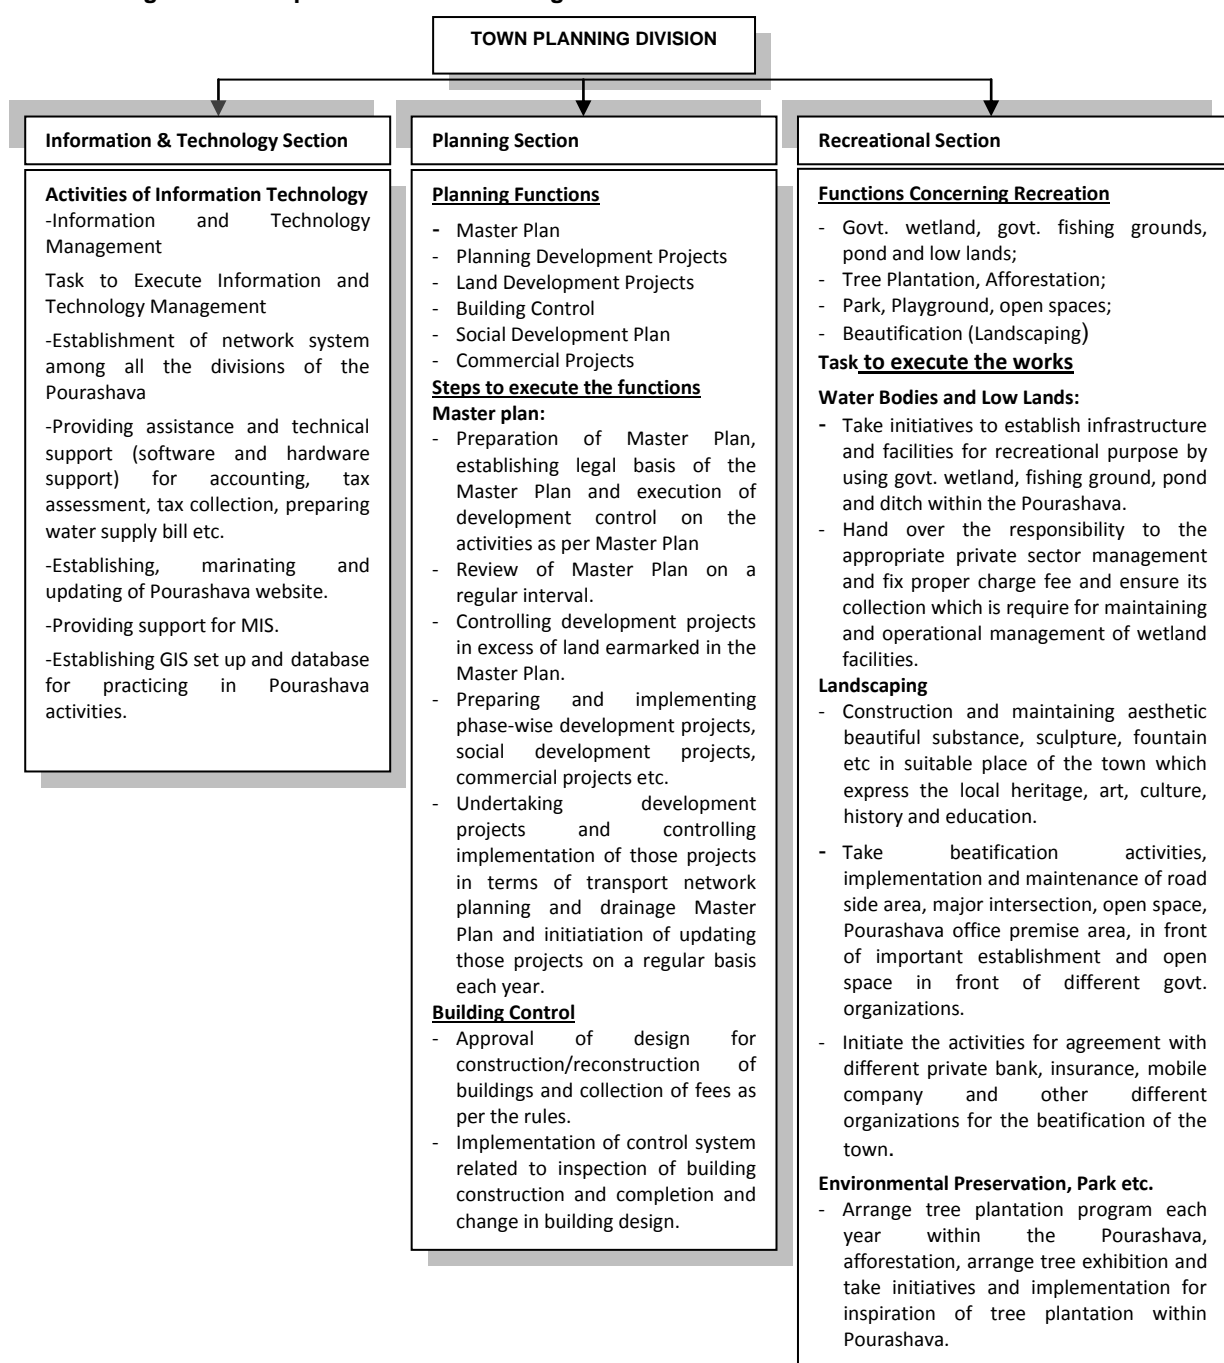 TOWN PLANNING DIVISION
Information & Technology Section
Activities of Information Technology
-Information and Technology
Management
Task to Execute Information and
Technology Management
-Establishment of network system
among all the divisions of the
Pourashava
-Providing assistance and technical
support (software and hardware
support) for accounting, tax
assessment, tax collection, preparing
water supply bill etc.
-Establishing, marinating and
updating of Pourashava website.
-Providing support for MIS.
-Establishing GIS set up and database
for practicing in Pourashava
activities.
Planning Section
Planning Functions
- Master Plan
- Planning Development Projects
- Land Development Projects
- Building Control
- Social Development Plan
- Commercial Projects
Steps to execute the functions
Master plan:
- Preparation of Master Plan,
establishing legal basis of the
Master Plan and execution of
development control on the
activities as per Master Plan
- Review of Master Plan on a
regular interval.
- Controlling development projects
in excess of land earmarked in the
Master Plan.
- Preparing and implementing
phase-wise development projects,
social development projects,
commercial projects etc.
- Undertaking development
projects and controlling
implementation of those projects
in terms of transport network
planning and drainage Master
Plan and initiatiation of updating
those projects on a regular basis
each year.
Building Control
- Approval of design for
construction/reconstruction of
buildings and collection of fees as
per the rules.
- Implementation of control system
related to inspection of building
construction and completion and
change in building design.
Recreational Section
Functions Concerning Recreation
- Govt. wetland, govt. fishing grounds,
pond and low lands;
- Tree Plantation, Afforestation;
- Park, Playground, open spaces;
- Beautification (Landscaping)
Task to execute the works
Water Bodies and Low Lands:
- Take initiatives to establish infrastructure
and facilities for recreational purpose by
using govt. wetland, fishing ground, pond
and ditch within the Pourashava.
- Hand over the responsibility to the
appropriate private sector management
and fix proper charge fee and ensure its
collection which is require for maintaining
and operational management of wetland
facilities.
Landscaping
- Construction and maintaining aesthetic
beautiful substance, sculpture, fountain
etc in suitable place of the town which
express the local heritage, art, culture,
history and education.
- Take beatification activities,
implementation and maintenance of road
side area, major intersection, open space,
Pourashava office premise area, in front
of important establishment and open
space in front of different govt.
organizations.
- Initiate the activities for agreement with
different private bank, insurance, mobile
company and other different
organizations for the beatification of the
town.
Environmental Preservation, Park etc.
- Arrange tree plantation program each
year within the Pourashava,
afforestation, arrange tree exhibition and
take initiatives and implementation for
inspiration of tree plantation within
Pourashava.